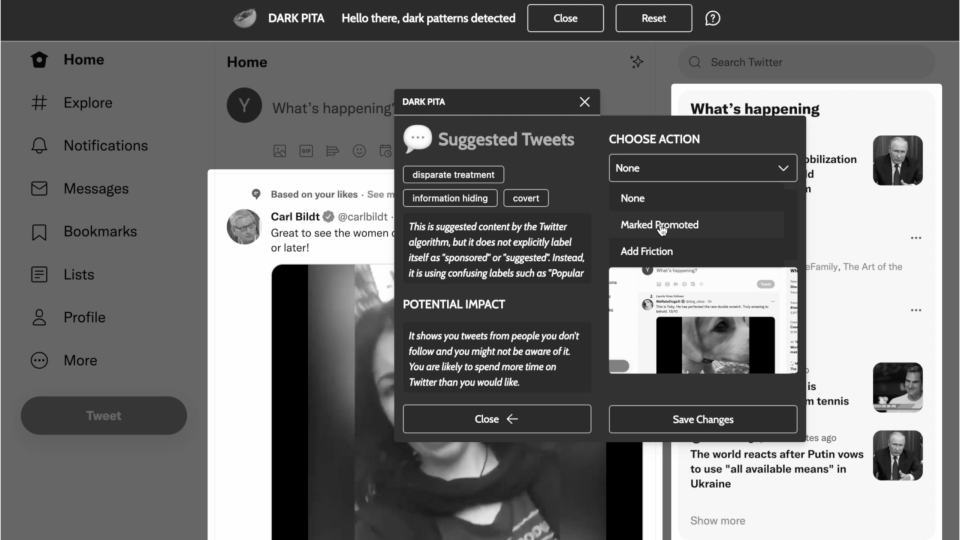 DARK PITA Hello there, dark patterns detected Close Reset
Home
Explore
Notifications
Messages
Bookmarks
Lists
Profile
More
Tweet
Home
Y What's happening?
GIF
Based on your likes · See m
Carl Bildt @carlbildt ·
Great to see the women o
or later!
DARK PITA
Suggested Tweets
disparate treatment
information hiding
covert
This is suggested content by the Twitter
algorithm, but it does not explicitly label
itself as "sponsored" or "suggested". Instead,
it is using confusing labels such as "Popular
POTENTIAL IMPACT
It shows you tweets from people you don't
follow and you might not be aware of it.
You are likely to spend more time on
Twitter than you would like.
Close
CHOOSE ACTION
None
None
Marked Promoted
Add Friction
What's happening?
Tweet
Save Changes
Search Twitter
What's happening
obilization
d
m
eFamily, The Art of the
is
m tennis
tes ago
The world reacts after Putin vows
to use "all available means" in
Ukraine
Show more